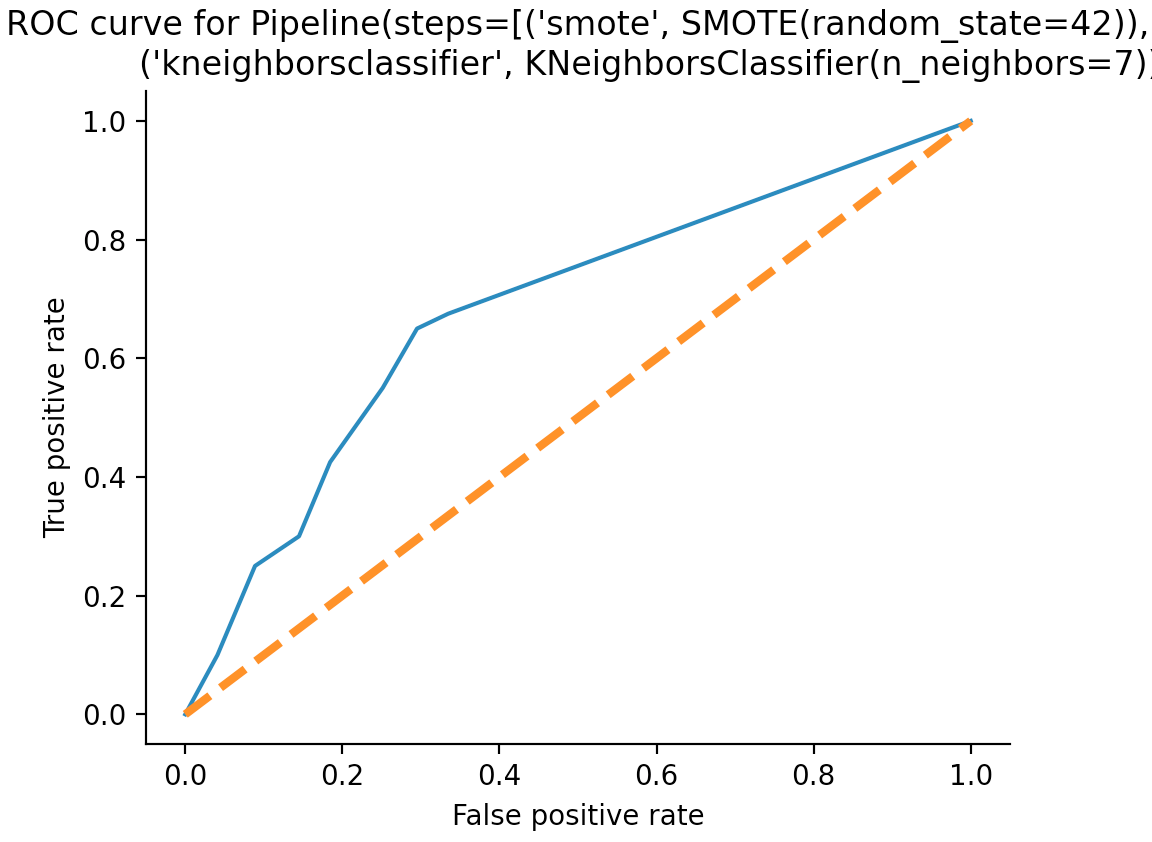 ROC curve for Pipeline(steps=[('smote', SMOTE(random_state=42)),
('kneighborsclassifier', KNeighborsClassifier(n_neighbors=7))
1.0
0.8
0.6
0.4
0.2
0.0
True positive rate
0.0 0.2 0.4 0.6 0.8 1.0
False positive rate